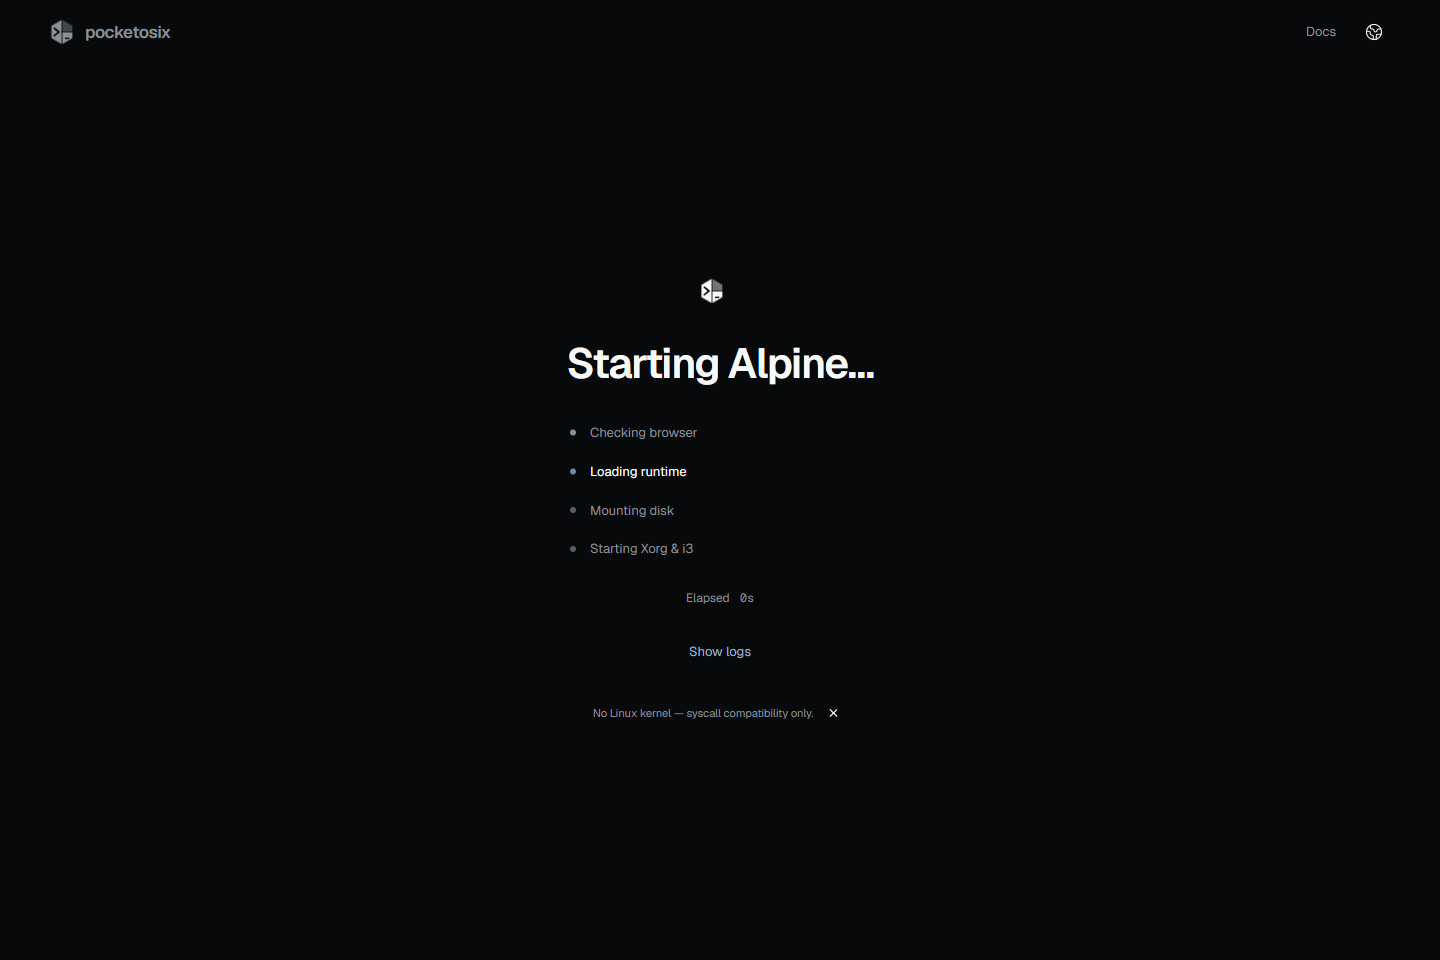 pocketosix
Docs
Starting Alpine...
Checking browser
Loading runtime
Mounting disk
Starting Xorg & i3
Elapsed 0s
Show logs
No Linux kernel — syscall compatibility only.